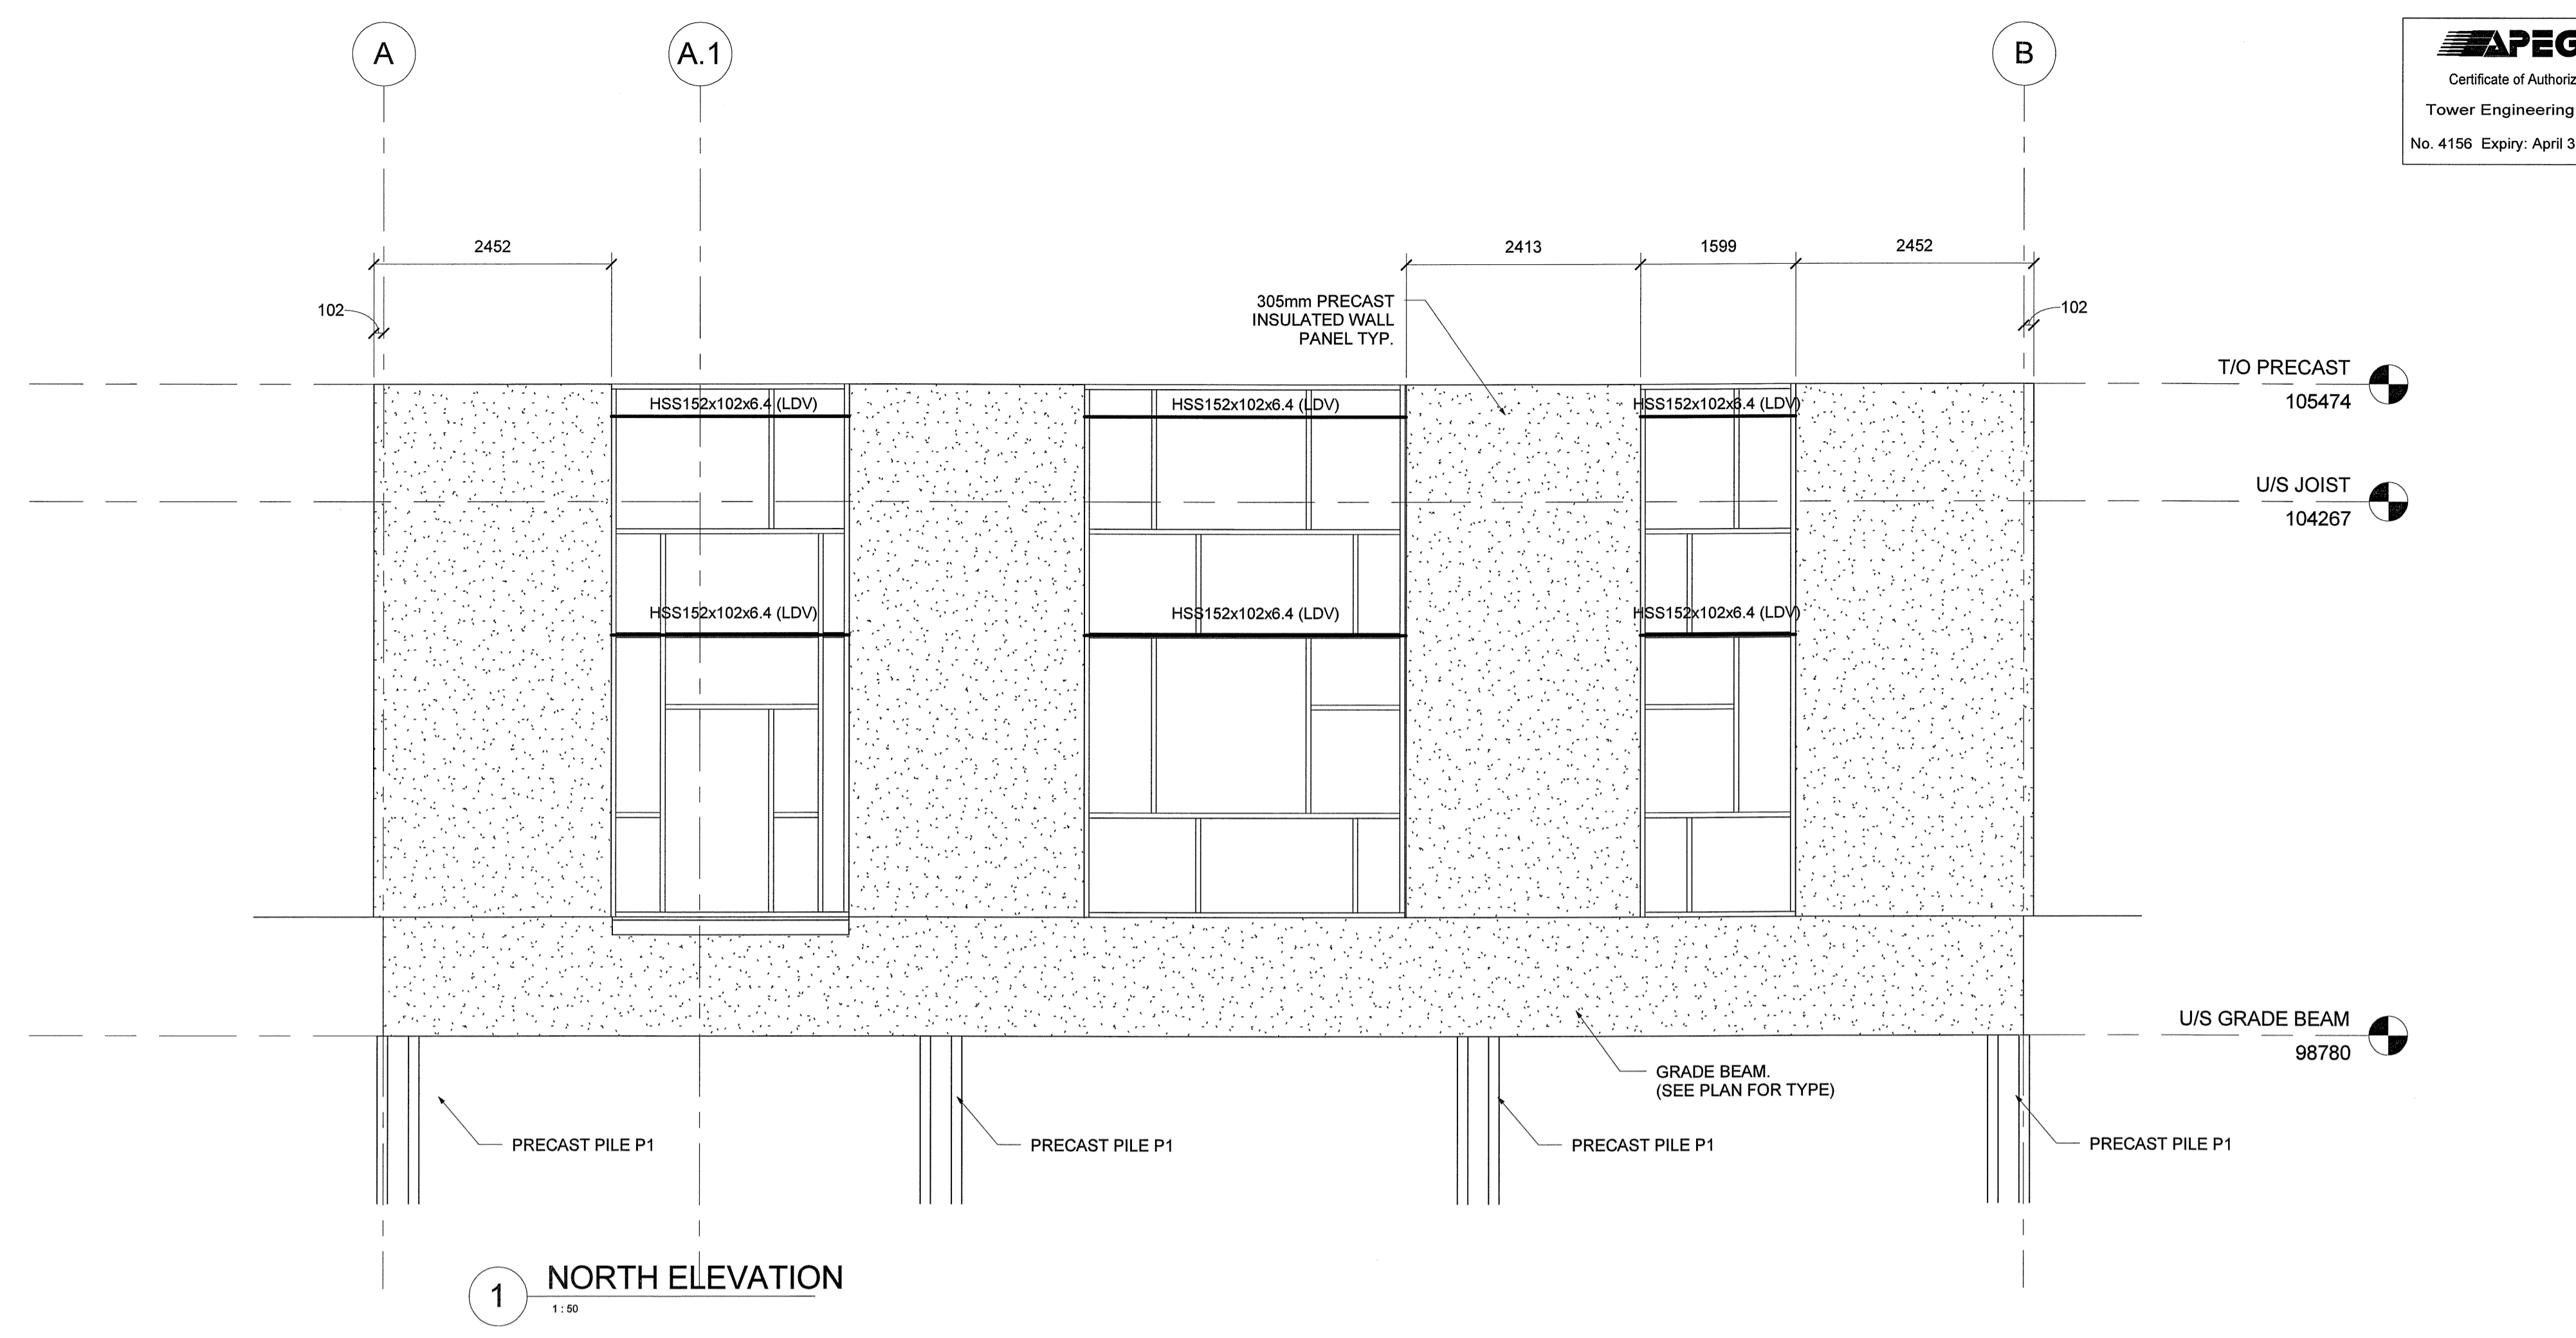 A
A.1
B
Certificate of
Tower Engineering
No. 4156 Expiry: April
2452
2413
1599
2452
102
102
305mm PRECAST
INSULATED WALL
PANEL TYP.
T/O PRECAST
105474
HSS152x102x6.4 (LDV)
HSS152x102x6.4 (LDV)
HSS152x102x6.4 (LDV)
U/S JOIST
104267
HSS152x102x6.4 (LDV)
HSS152x102x6.4 (LDV)
HSS152x102x6.4 (LDV)
U/S GRADE BEAM
98780
GRADE BEAM.
(SEE PLAN FOR TYPE)
PRECAST PILE P1
PRECAST PILE P1
PRECAST PILE P1
PRECAST PILE P1
1
NORTH ELEVATION
1 : 50